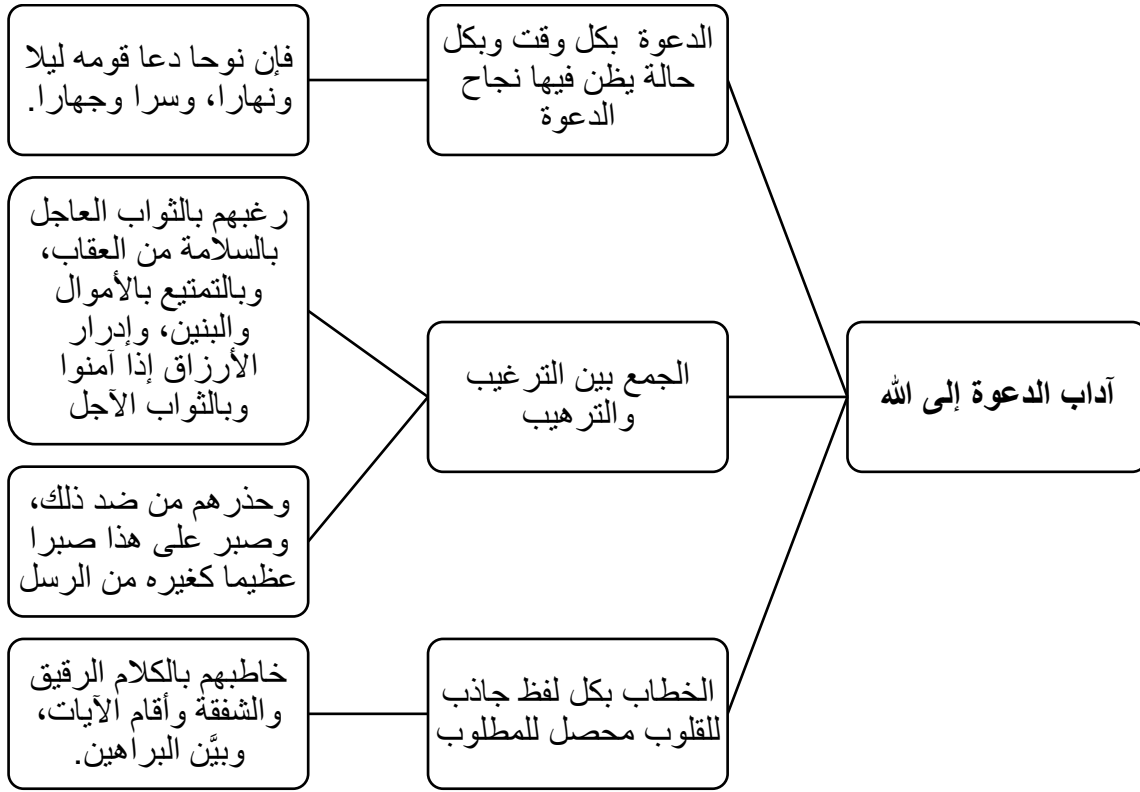 آداب الدعوة إلى الله
الدعوة بكل وقت وبكل
حالة يظن فيها نجاح
الدعوة
فإن نوحا دعا قومه ليلا
ونهارا، وسرا وجهارا.
الجمع بين الترغيب
والترهيب
رغبهم بالثواب العاجل
بالسلامة من العقاب،
وبالتمتيع بالأموال
والبنين، وإدرار
الأرزاق إذا آمنوا
وبالثواب الآجل
وحذرهم من ضد ذلك،
وصبر على هذا صبرا
عظيما كغيره من الرسل
الخطاب بكل لفظ جاذب
للقلوب محصل للمطلوب
خاطبهم بالكلام الرقيق
والشفقة وأقام الآيات،
وبيَّن البراهين.